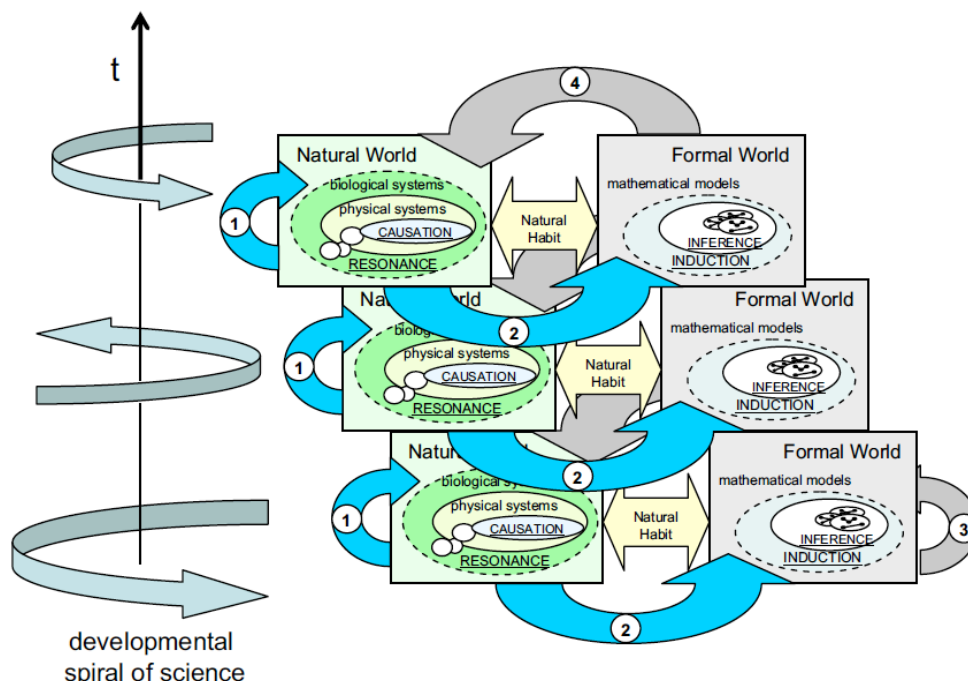 t
4
Natural World
Formal World
biological systems
mathematical models
physical systems
1
CAUSATION
Natural
Habit
INFERENCE
RESONANCE
INDUCTION
Formal World
2
mathematical models
physical systems
1
CAUSATION
Natural
Habit
INFERENCE
RESONANCE
INDUCTION
Formal World
2
mathematical models
physical systems
1
CAUSATION
Natural
Habit
INFERENCE
3
RESONANCE
INDUCTION
2
developmental
spiral of science